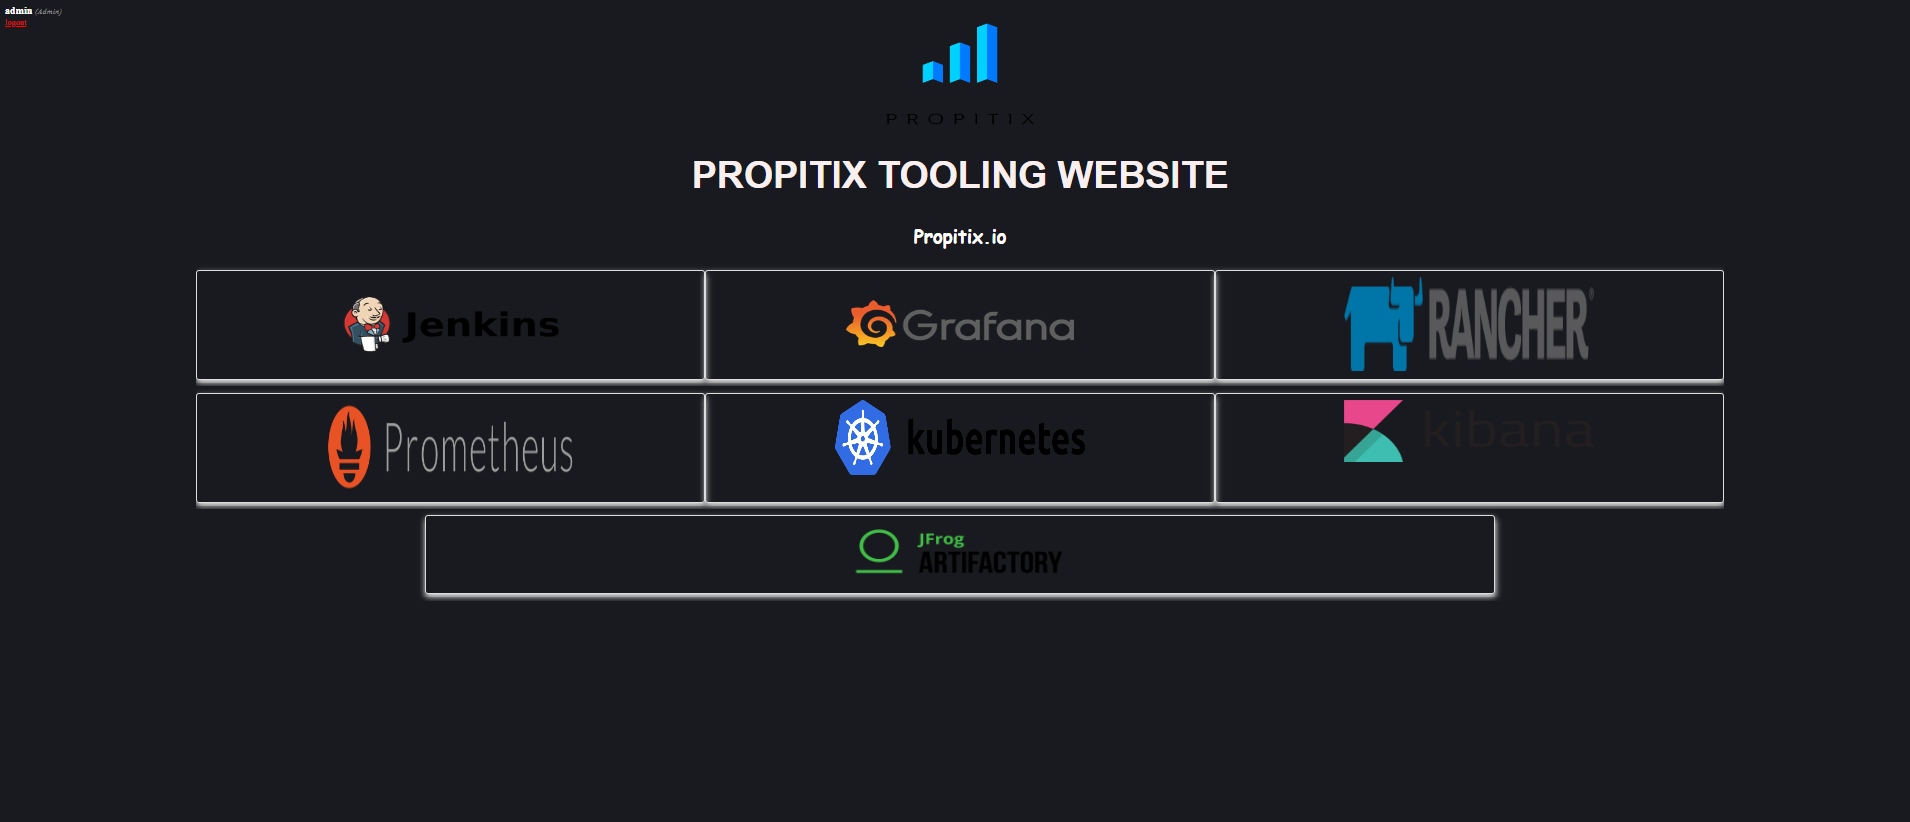 admin (Admin)
logout
PROPITIX
PROPITIX TOOLING WEBSITE
Propitix.io
Jenkins
Grafana
RANCHER®
Prometheus
kubernetes
kibana
JFrog
ARTIFACTORY